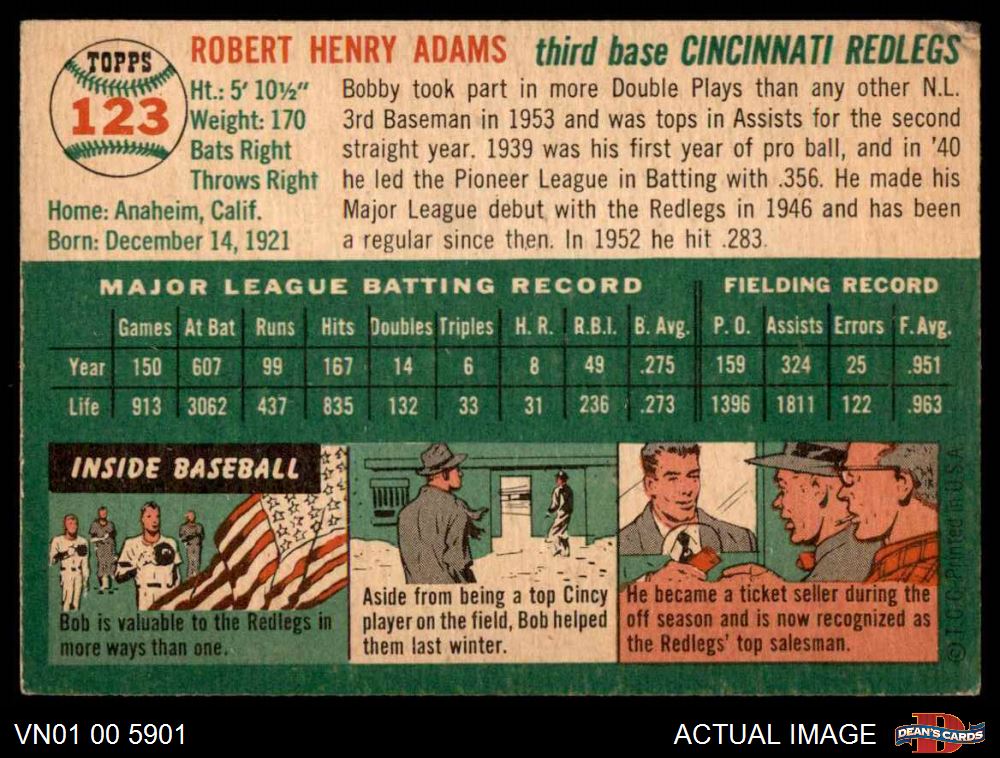 TOPPS
123
ROBERT HENRY ADAMS third base CINCINNATI REDLEGS
Ht.: 5' 10½"
Weight: 170
Bats Right
Throws Right
Home: Anaheim, Calif.
Born: December 14, 1921
Bobby took part in more Double Plays than any other N.L.
3rd Baseman in 1953 and was tops in Assists for the second
straight year. 1939 was his first year of pro ball, and in '40
he led the Pioneer League in Batting with .356. He made his
Major League debut with the Redlegs in 1946 and has been
a regular since then. In 1952 he hit .283.
MAJOR LEAGUE BATTING RECORD FIELDING RECORD
Games At Bat Runs Hits Doubles Triples H. R. R.B.I. B. Avg. P. O. Assists Errors F. Avg.
Year 150 607 99 167 14 6 8 49 .275 159 324 25 .951
Life 913 3062 437 835 132 33 31 236 .273 1396 1811 122 .963
INSIDE BASEBALL
Bob is valuable to the Redlegs in
more ways than one.
Aside from being a top Cincy
player on the field, Bob helped
them last winter.
He became a ticket seller during the
off season and is now recognized as
the Redlegs' top salesman.
© T.C.G. Printed in U.S.A.
VN01 00 5901
ACTUAL IMAGE
D
DEAN'S CARDS